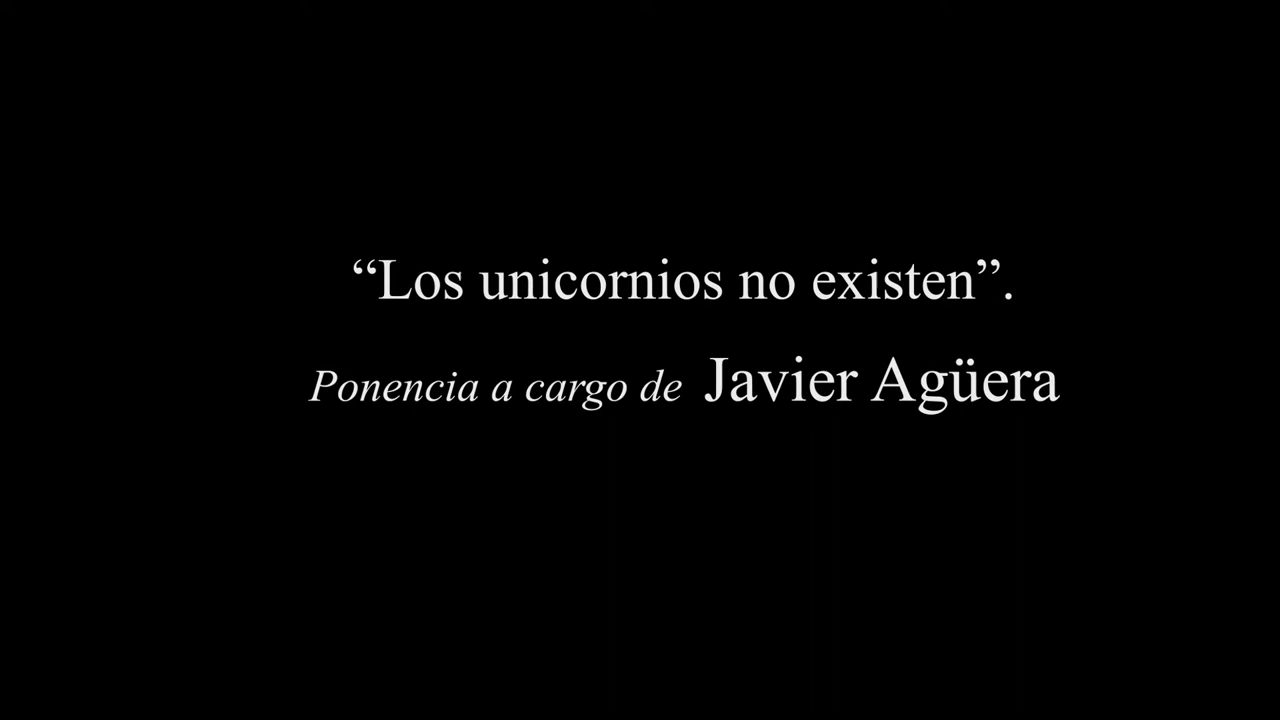 “Los unicornios no existen”.
Ponencia a cargo de Javier Agüera